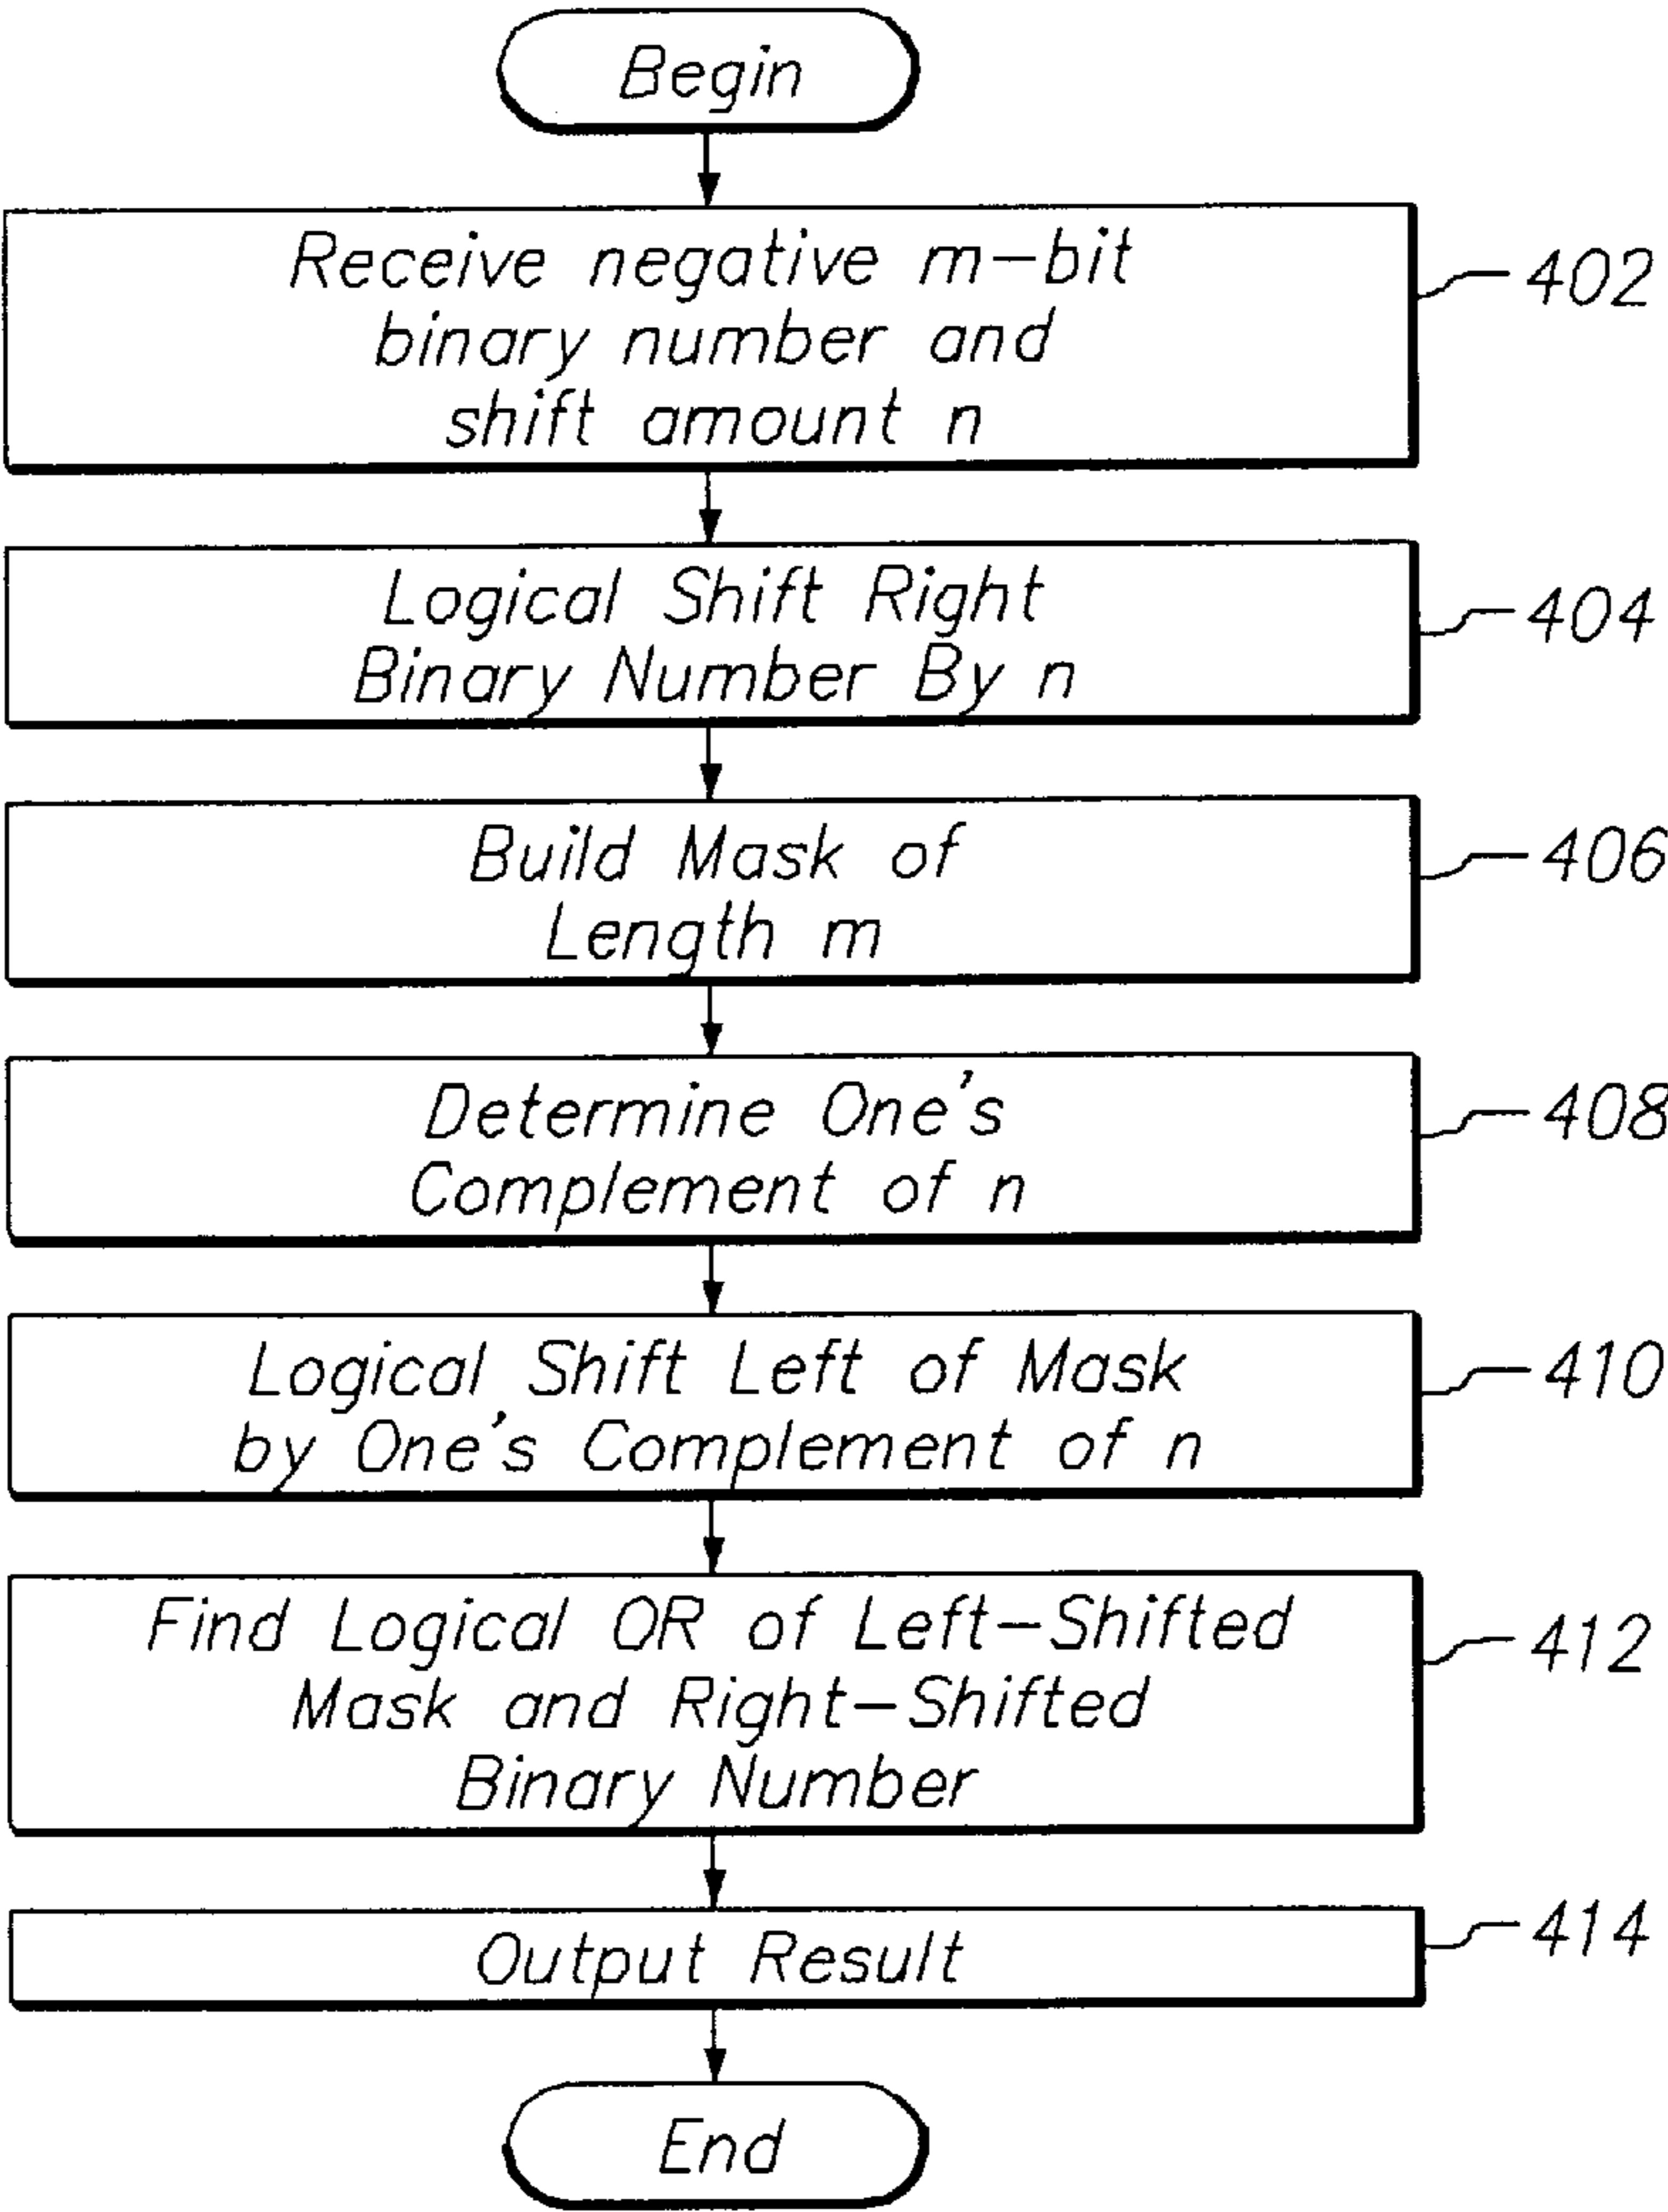 Begin
Receive negative m-bit
binary number and
shift amount n
402
Logical Shift Right
Binary Number By n
404
Build Mask of
Length m
406
Determine One's
Complement of n
408
Logical Shift Left of Mask
by One's Complement of n
410
Find Logical OR of Left-Shifted
Mask and Right-Shifted
Binary Number
412
Output Result
414
End